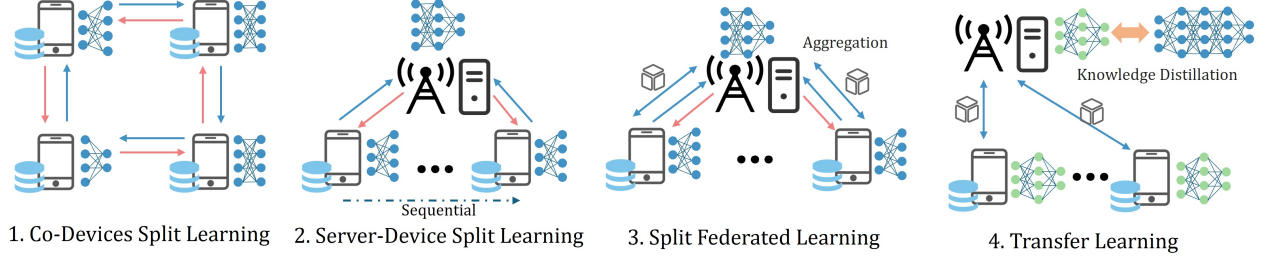 Aggregation
Knowledge Distillation
Sequential
1. Co-Devices Split Learning
2. Server-Device Split Learning
3. Split Federated Learning
4. Transfer Learning